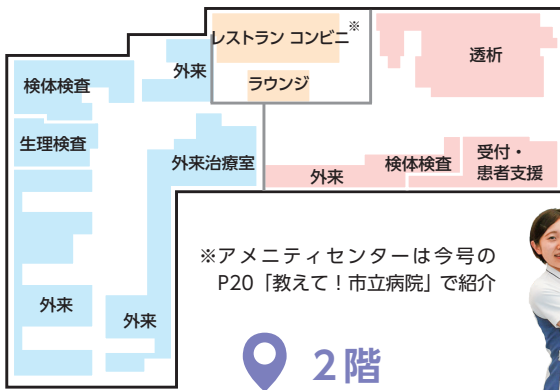 レストラン コンビニ※
ラウンジ
透析
外来
検体検査
生理検査
外来治療室
外来
検体検査
受付・
患者支援
外来
外来
※アメニティセンターは今号の
P20「教えて！市立病院」で紹介
2階